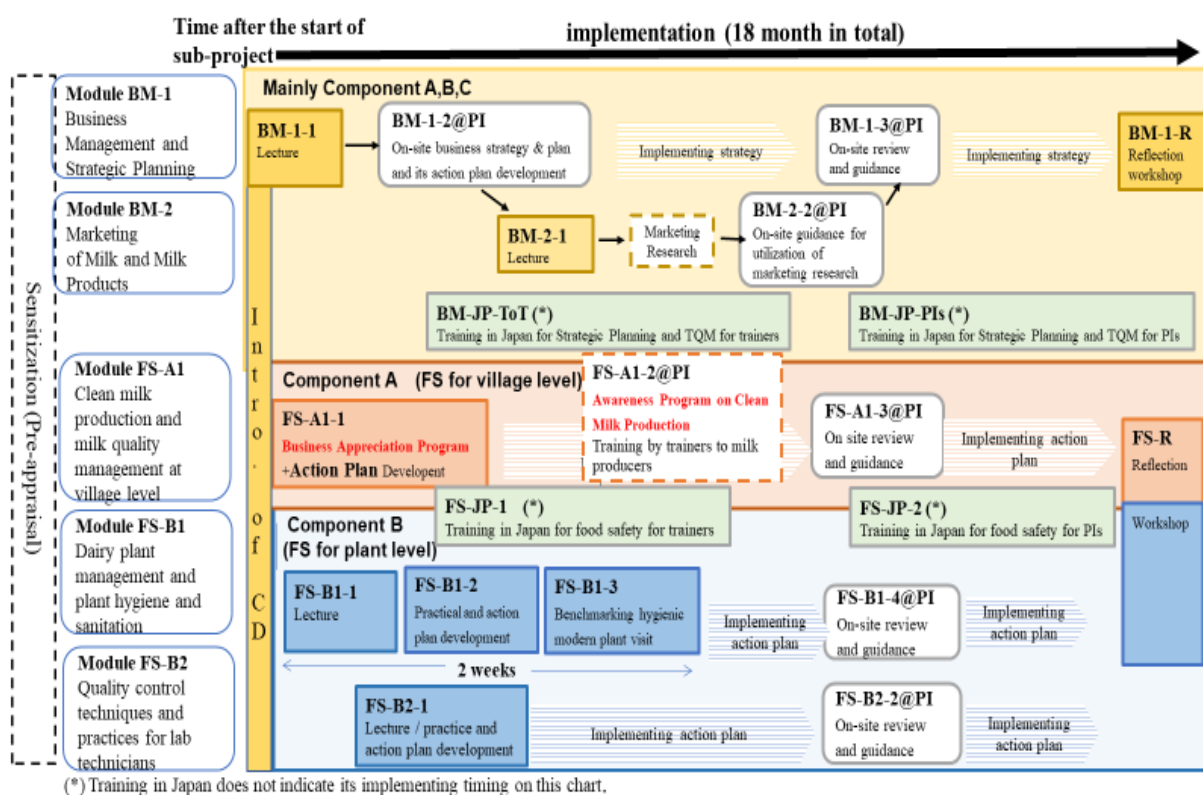 Time after the start of
sub-project
implementation (18 month in total)
Sensitization (Pre-appraisal)
Module BM-1
Business
Management and
Strategic Planning
Module BM-2
Marketing
of Milk and Milk
Products
Module FS-A1
Clean milk
production and
milk quality
management at
village level
Module FS-B1
Dairy plant
management and
plant hygiene and
sanitation
Module FS-B2
Quality control
techniques and
practices for lab
technicians
Intro. of CD
Mainly Component A,B,C
BM-1-1
Lecture
BM-1-2@PI
On-site business strategy & plan
and its action plan development
Implementing strategy
BM-1-3@PI
On-site review
and guidance
Implementing strategy
BM-1-R
Reflection
workshop
BM-2-1
Lecture
Marketing
Research
BM-2-2@PI
On-site guidance for
utilization of
marketing research
BM-JP-ToT (*)
Training in Japan for Strategic Planning and TQM for trainers
BM-JP-PIs (*)
Training in Japan for Strategic Planning and TQM for PIs
Component A (FS for village level)
FS-A1-1
Business Appreciation Program
+Action Plan Developent
FS-A1-2@PI
Awareness Program on Clean
Milk Production
Training by trainers to milk
producers
FS-A1-3@PI
On site review
and guidance
Implementing action
plan
FS-R
Reflection
Workshop
FS-JP-1 (*)
Training in Japan for food safety for trainers
FS-JP-2 (*)
Training in Japan for food safety for PIs
Component B
(FS for plant level)
FS-B1-1
Lecture
FS-B1-2
Practical and action
plan development
FS-B1-3
Benchmarking hygienic
modern plant visit
Implementing
action plan
FS-B1-4@PI
On-site review
and guidance
Implementing
action plan
2 weeks
FS-B2-1
Lecture / practice and
action plan development
Implementing action plan
FS-B2-2@PI
On-site review
and guidance
Implementing
action plan
(*) Training in Japan does not indicate its implementing timing on this chart.